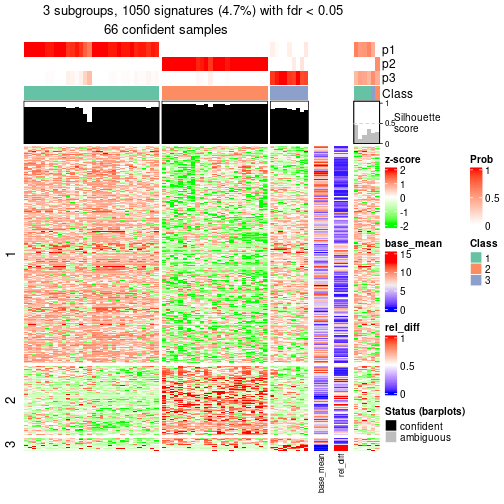 3 subgroups, 1050 signatures (4.7%) with fdr < 0.05
66 confident samples
p1
p2
p3
Class
1
0.5
0
Silhouette
score
1
2
3
base_mean
rel_diff
z-score
2
1
0
-1
-2
base_mean
15
10
5
0
rel_diff
1
0.5
0
Status (barplots)
confident
ambiguous
Prob
1
0.5
0
Class
1
2
3